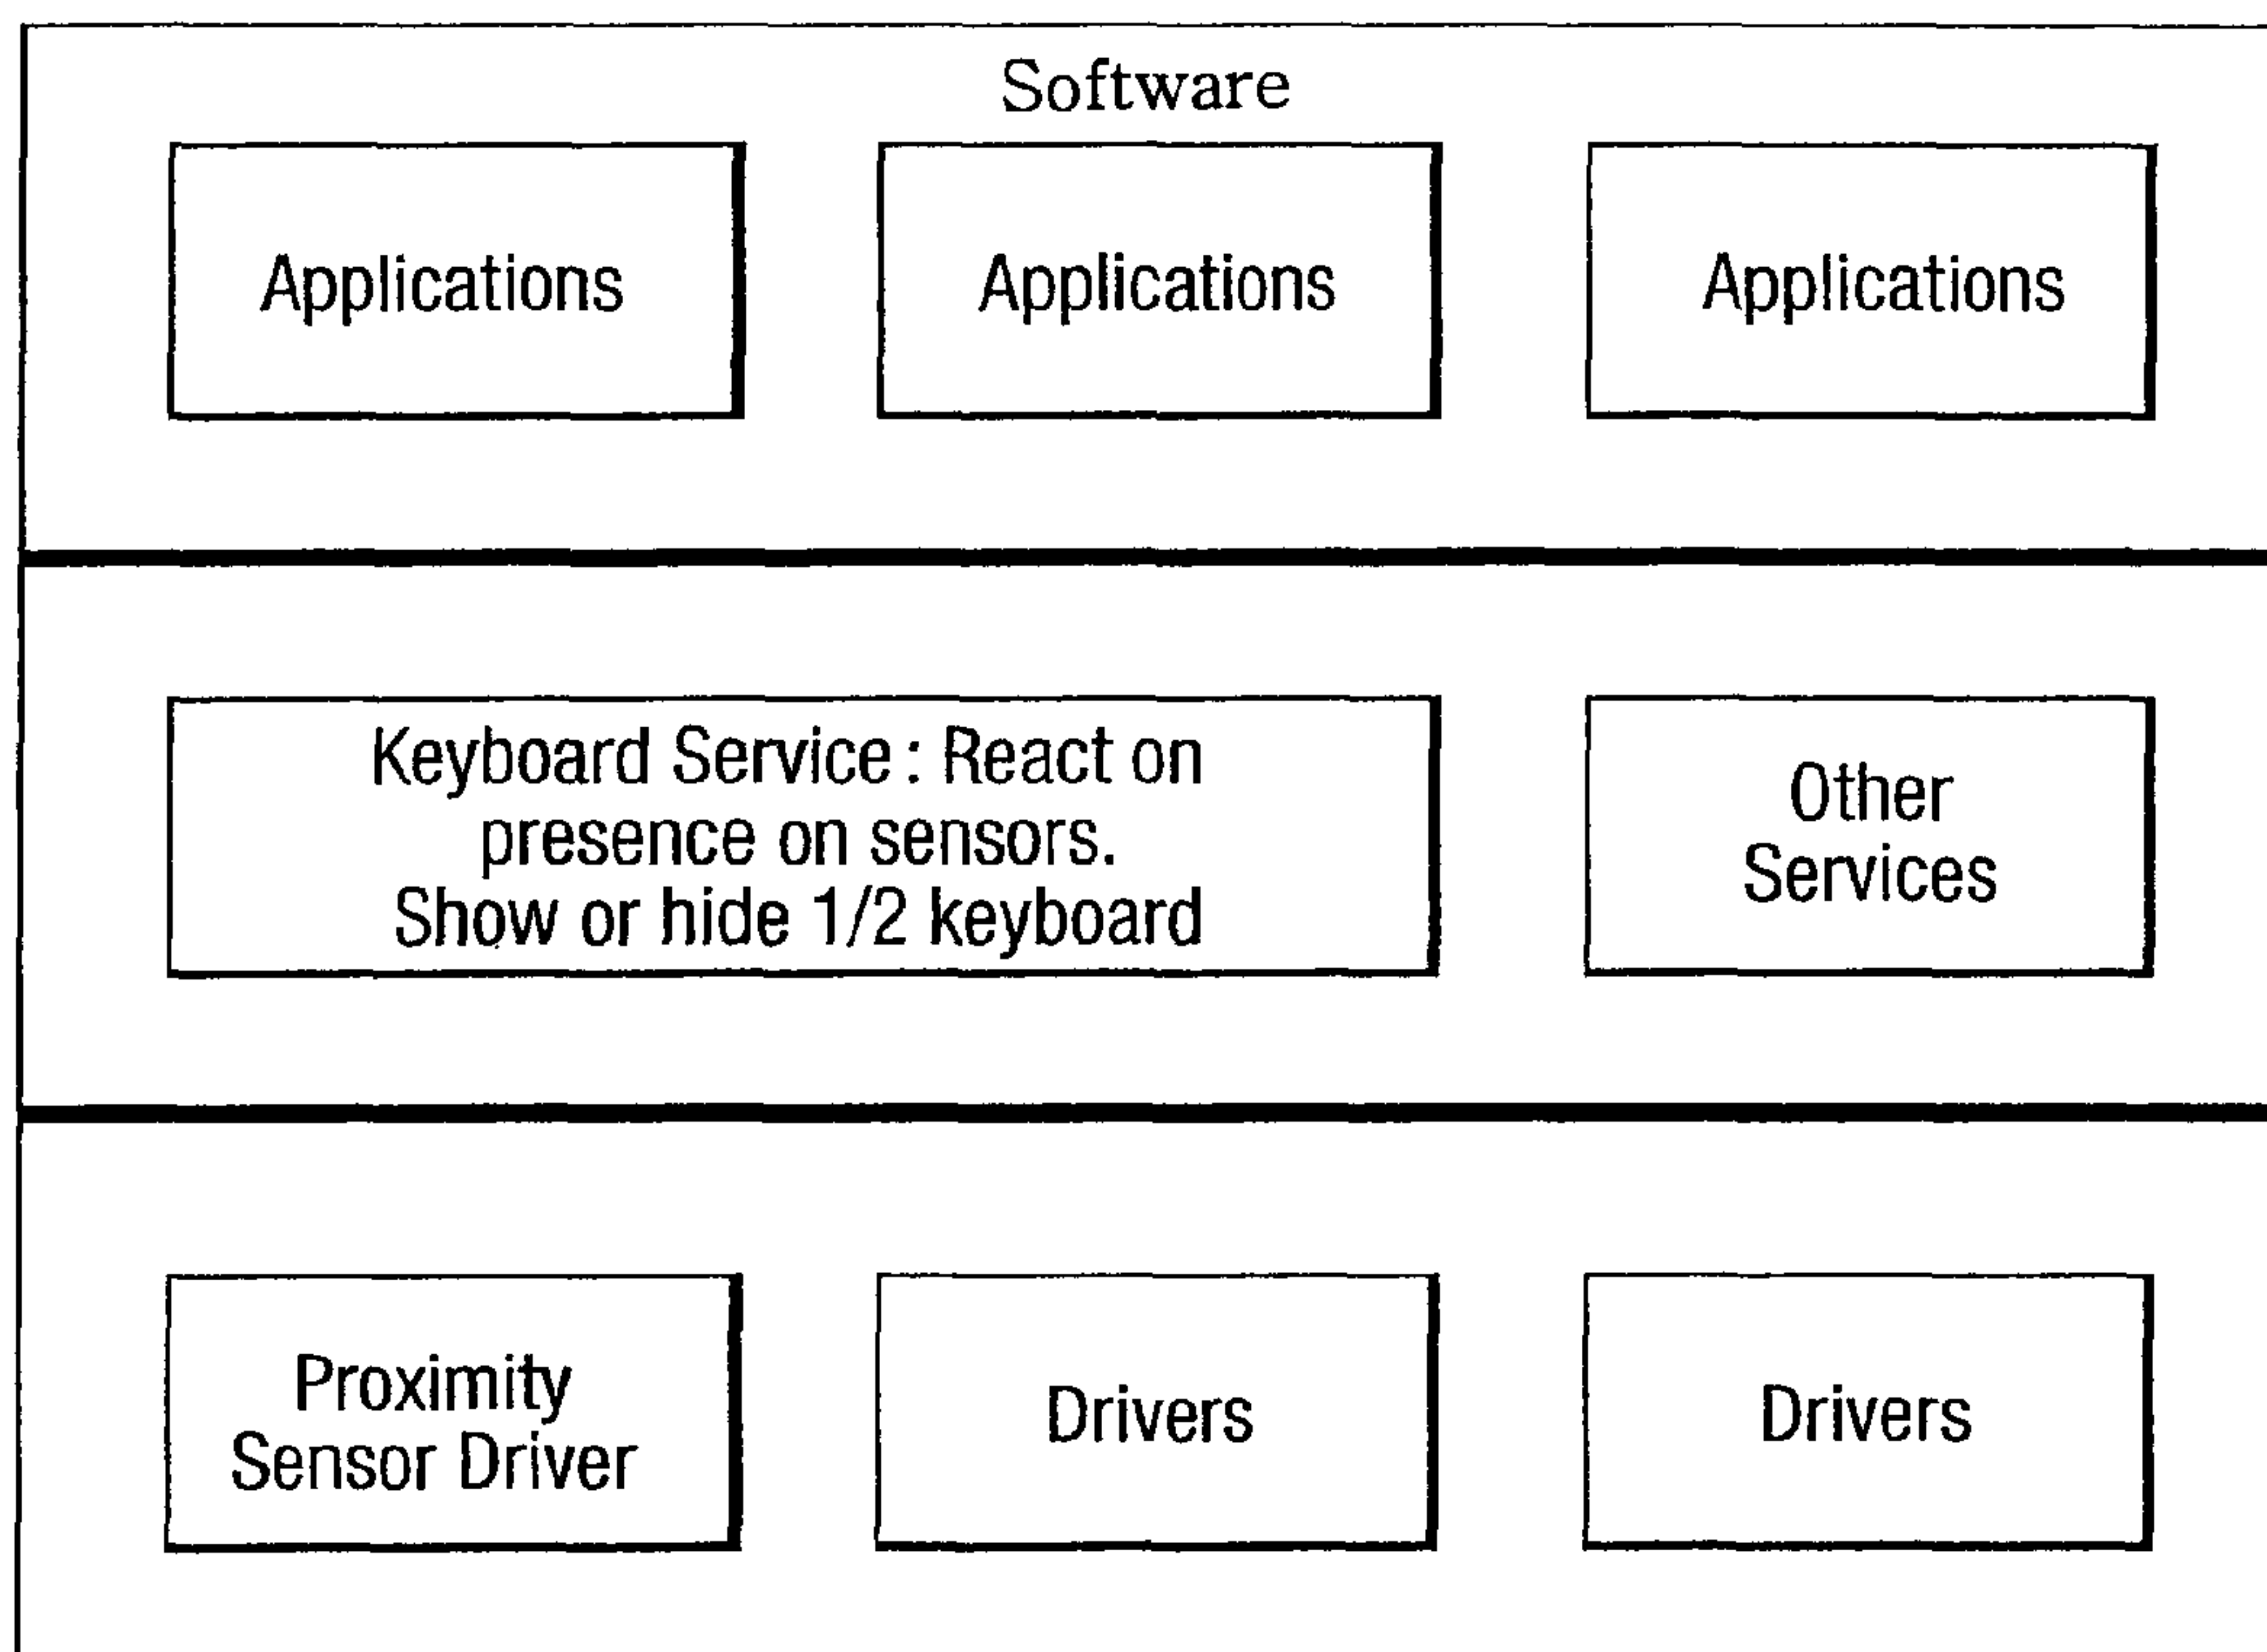 Software
Applications
Applications
Applications
Keyboard Service : React on
presence on sensors.
Show or hide 1/2 keyboard
Other
Services
Proximity
Sensor Driver
Drivers
Drivers